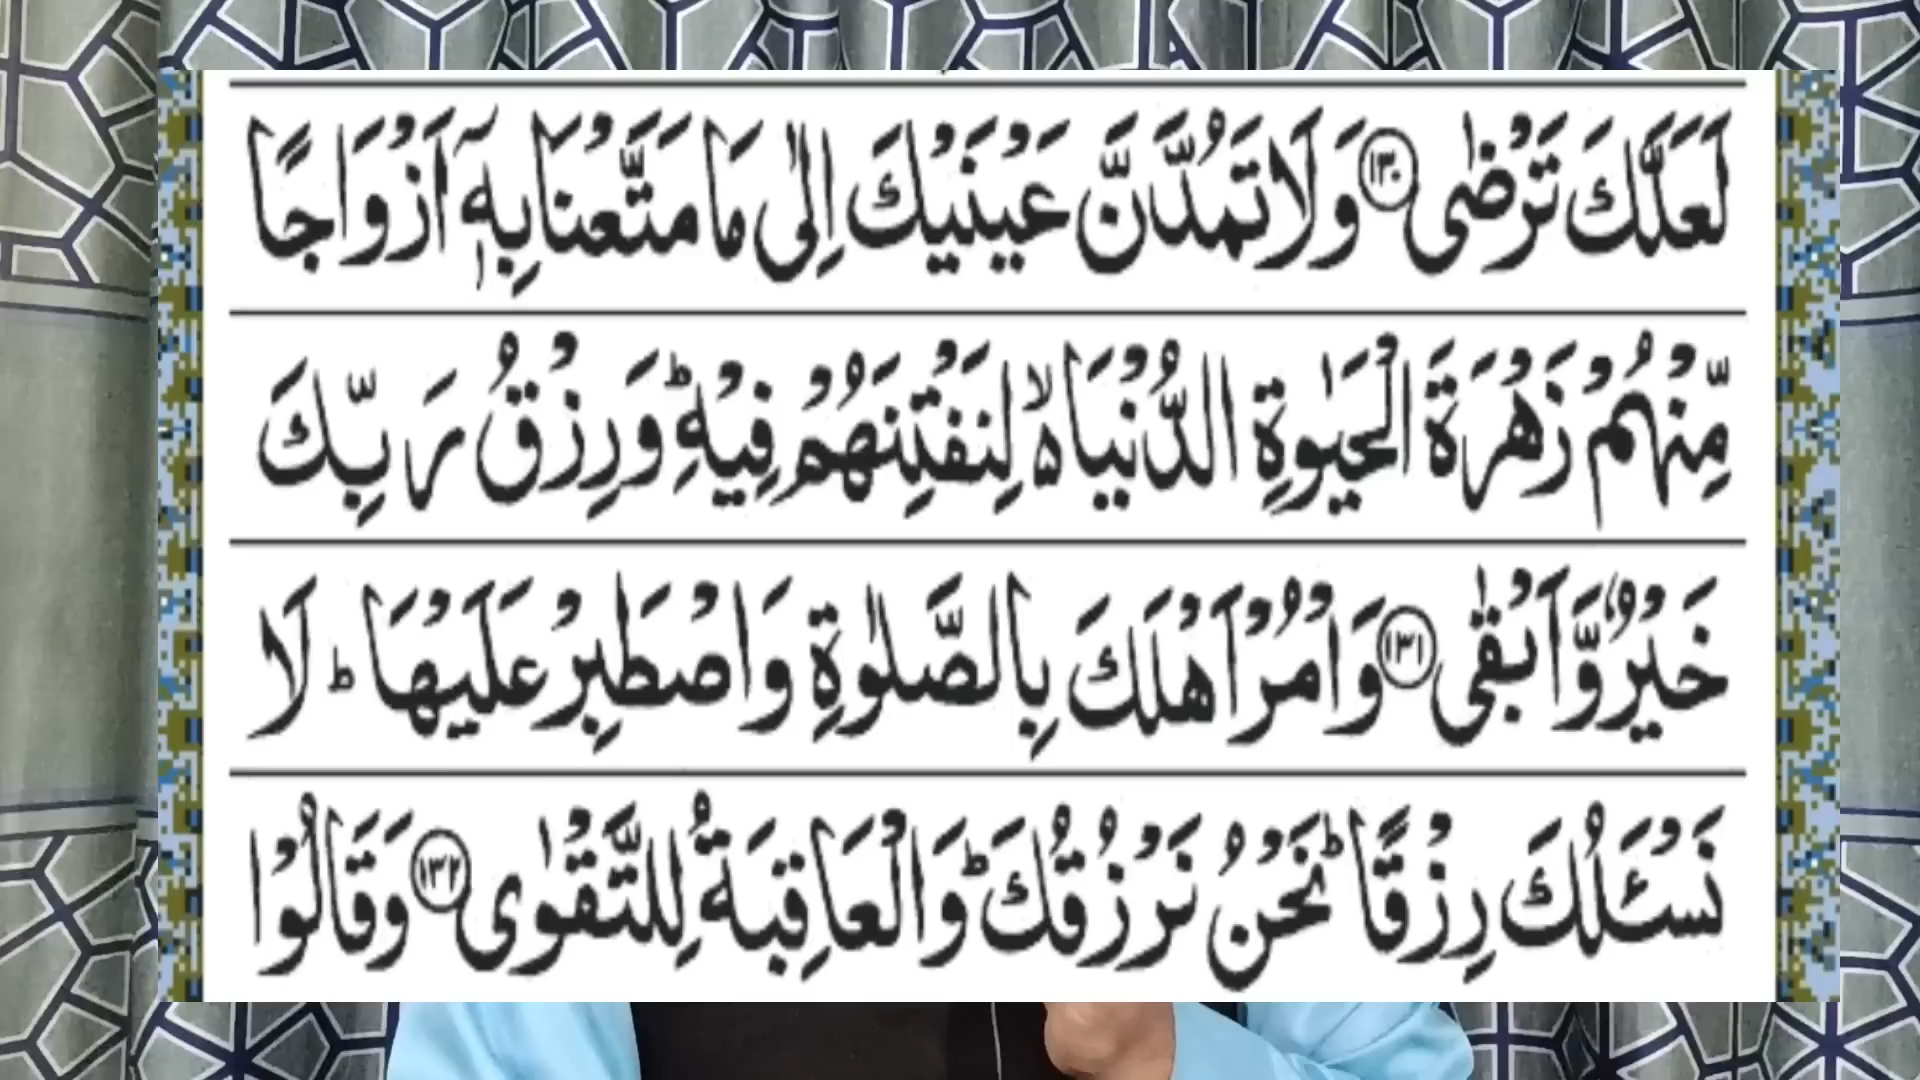 لَعَلَّكَ تَرْضٰى ﴿١٣٠﴾ وَلَا تَمُدَّنَّ عَيْنَيْكَ اِلٰى مَا مَتَّعْنَا بِهٖٓ اَزْوَاجًا
مِّنْهُمْ زَهْرَةَ الْحَيٰوةِ الدُّنْيَا ۙ۬ لِنَفْتِنَهُمْ فِيْهِ ؕ وَرِزْقُ رَبِّكَ
خَيْرٌ وَّاَبْقٰى ﴿١٣١﴾ وَاْمُرْ اَهْلَكَ بِالصَّلٰوةِ وَاصْطَبِرْ عَلَيْهَا ؕ لَا
نَسْـَٔلُكَ رِزْقًا ؕ نَحْنُ نَرْزُقُكَ ؕ وَالْعَاقِبَةُ لِلتَّقْوٰى ﴿١٣٢﴾ وَقَالُوْا